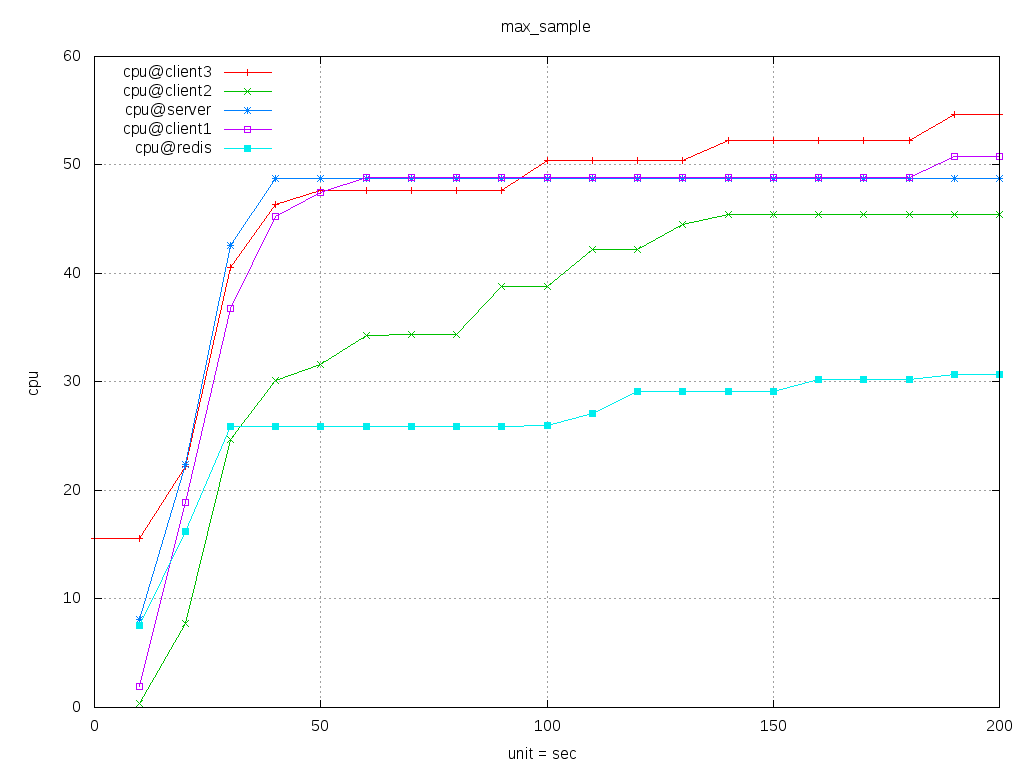 max_sample
60
50
40
30
20
10
0
cpu@client3
cpu@client2
cpu@server
cpu@client1
cpu@redis
cpu
0 50 100 150 200
unit = sec